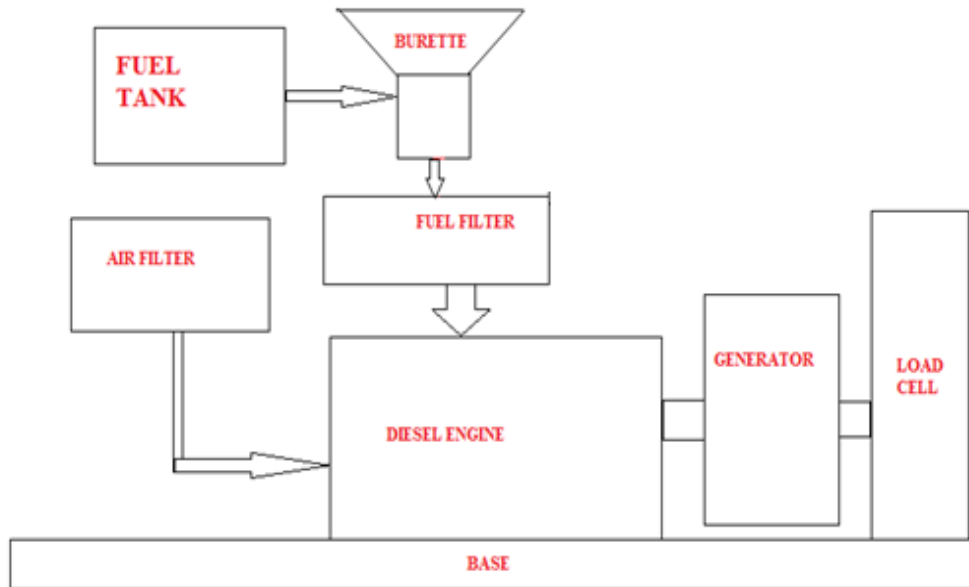 BURETTE
FUEL
TANK
FUEL FILTER
AIR FILTER
GENERATOR
LOAD
CELL
DIESEL ENGINE
BASE